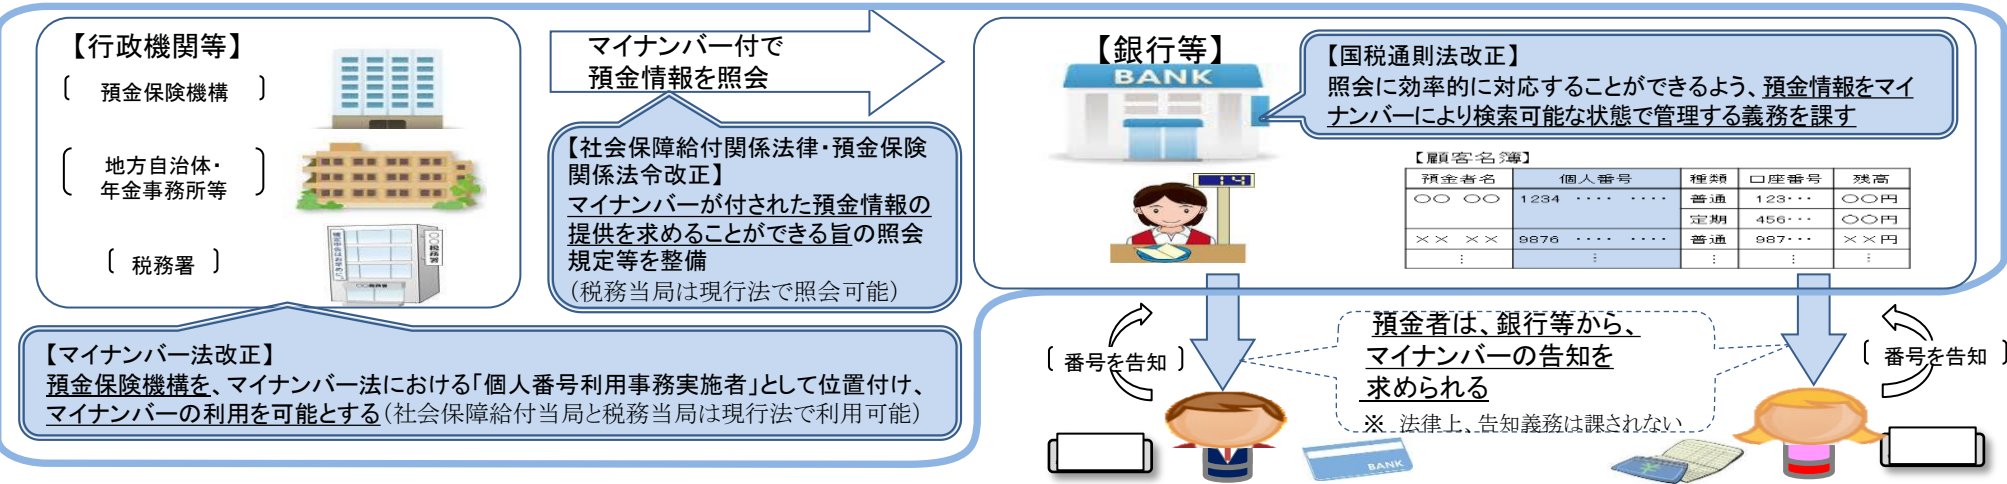 【行政機関等】
預金保険機構
地方自治体・
年金事務所等
税務署
○○税務署
マイナンバー付で
預金情報を照会
【社会保障給付関係法律・預金保険
関係法令改正】
マイナンバーが付された預金情報の
提供を求めることができる旨の照会
規定等を整備
（税務当局は現行法で照会可能）
【マイナンバー法改正】
預金保険機構を、マイナンバー法における「個人番号利用事務実施者」として位置付け、
マイナンバーの利用を可能とする（社会保障給付当局と税務当局は現行法で利用可能）
【銀行等】
BANK
14
【国税通則法改正】
照会に効率的に対応することができるよう、預金情報をマイ
ナンバーにより検索可能な状態で管理する義務を課す
【顧客名簿】
預金者名 個人番号 種類 口座番号 残高
○○ ○○ 1234 ‥‥ ‥‥ 普通 123… ○○円
定期 456… ○○円
×× ×× 9876 ‥‥ ‥‥ 普通 987… ××円
⋮ ⋮ ⋮ ⋮ ⋮
番号を告知
預金者は、銀行等から、
マイナンバーの告知を
求められる
※ 法律上、告知義務は課されない
番号を告知
BANK
¥